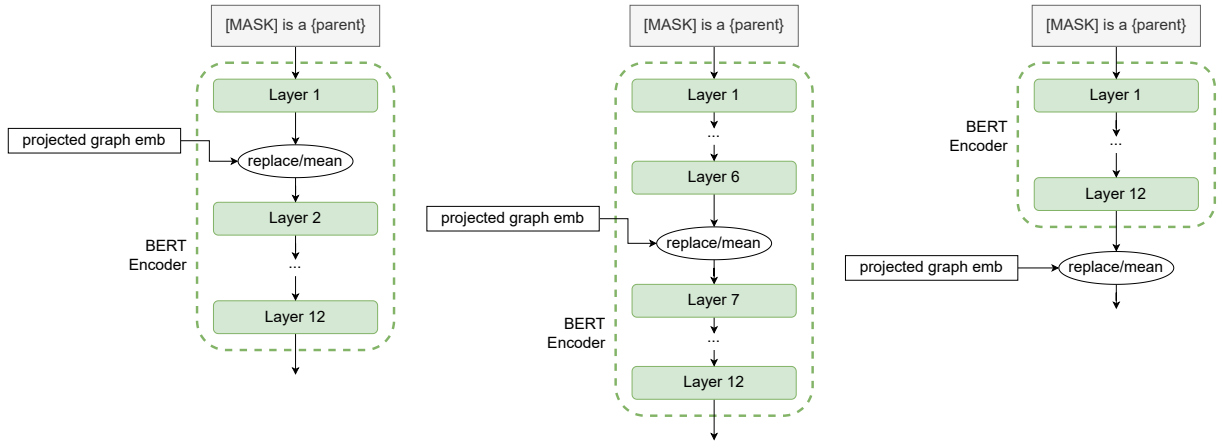 [MASK] is a {parent}
Layer 1
projected graph emb
replace/mean
Layer 2
BERT
Encoder
...
Layer 12
[MASK] is a {parent}
Layer 1
...
Layer 6
projected graph emb
replace/mean
Layer 7
BERT
Encoder
...
Layer 12
[MASK] is a {parent}
Layer 1
BERT
Encoder
...
Layer 12
projected graph emb
replace/mean